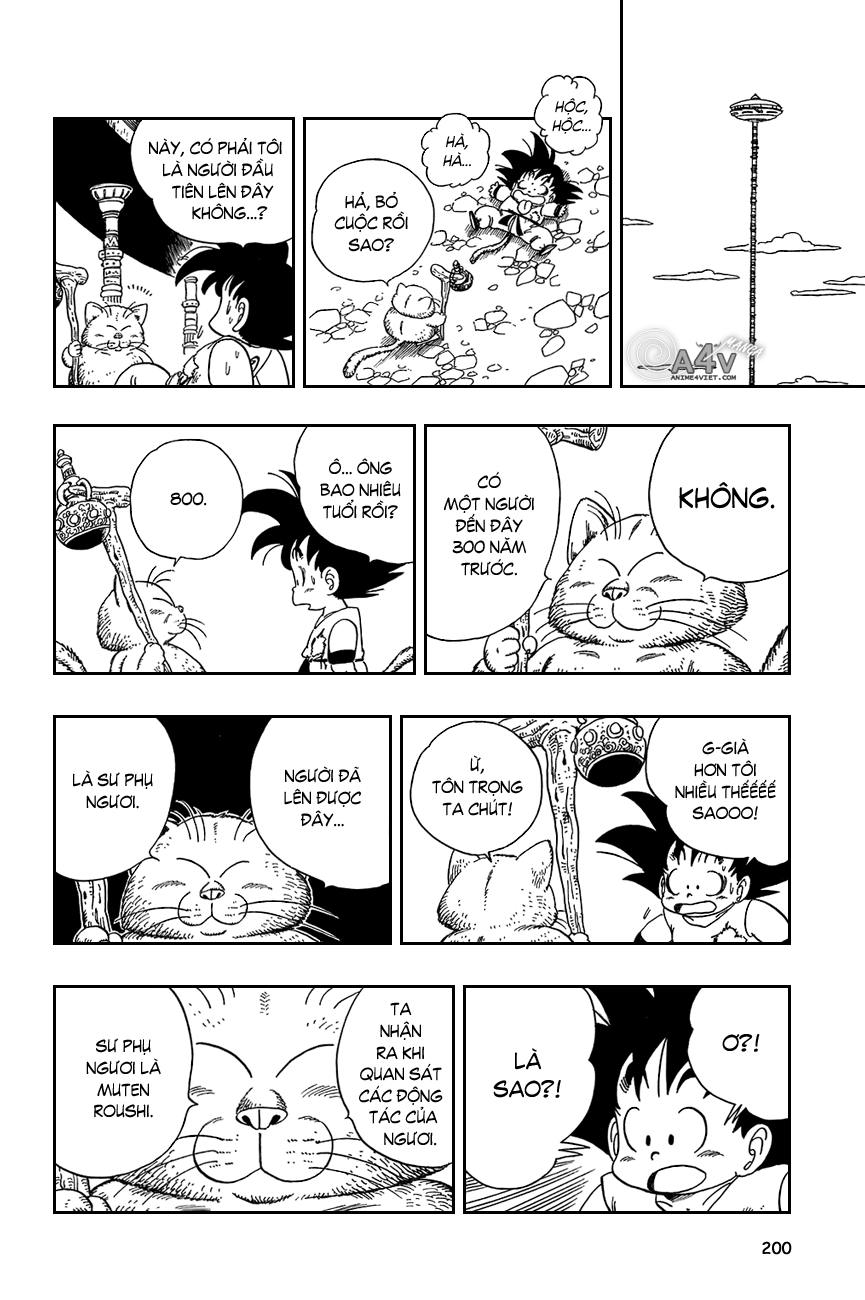 HỘC,
HỘC...
HÀ,
HÀ...
HẢ, BỎ
CUỘC RỒI
SAO?
NÀY, CÓ PHẢI TÔI
LÀ NGƯỜI ĐẦU
TIÊN LÊN ĐÂY
KHÔNG...?
A4V
MANGA
ANIME4VIET.COM
KHÔNG.
CÓ
MỘT NGƯỜI
ĐẾN ĐÂY
300 NĂM
TRƯỚC.
Ô... ÔNG
BAO NHIÊU
TUỔI RỒI?
800.
G-GIÀ
HƠN TÔI
NHIỀU THẾẾẾẾ
SAOOO!
Ừ,
TÔN TRỌNG
TA CHÚT!
NGƯỜI ĐÃ
LÊN ĐƯỢC
ĐÂY...
LÀ SƯ PHỤ
NGƯƠI.
Ơ?!
LÀ
SAO?!
TA
NHẬN
RA KHI
QUAN SÁT
CÁC ĐỘNG
TÁC CỦA
NGƯƠI.
SƯ PHỤ
NGƯƠI LÀ
MUTEN
ROUSHI.
200